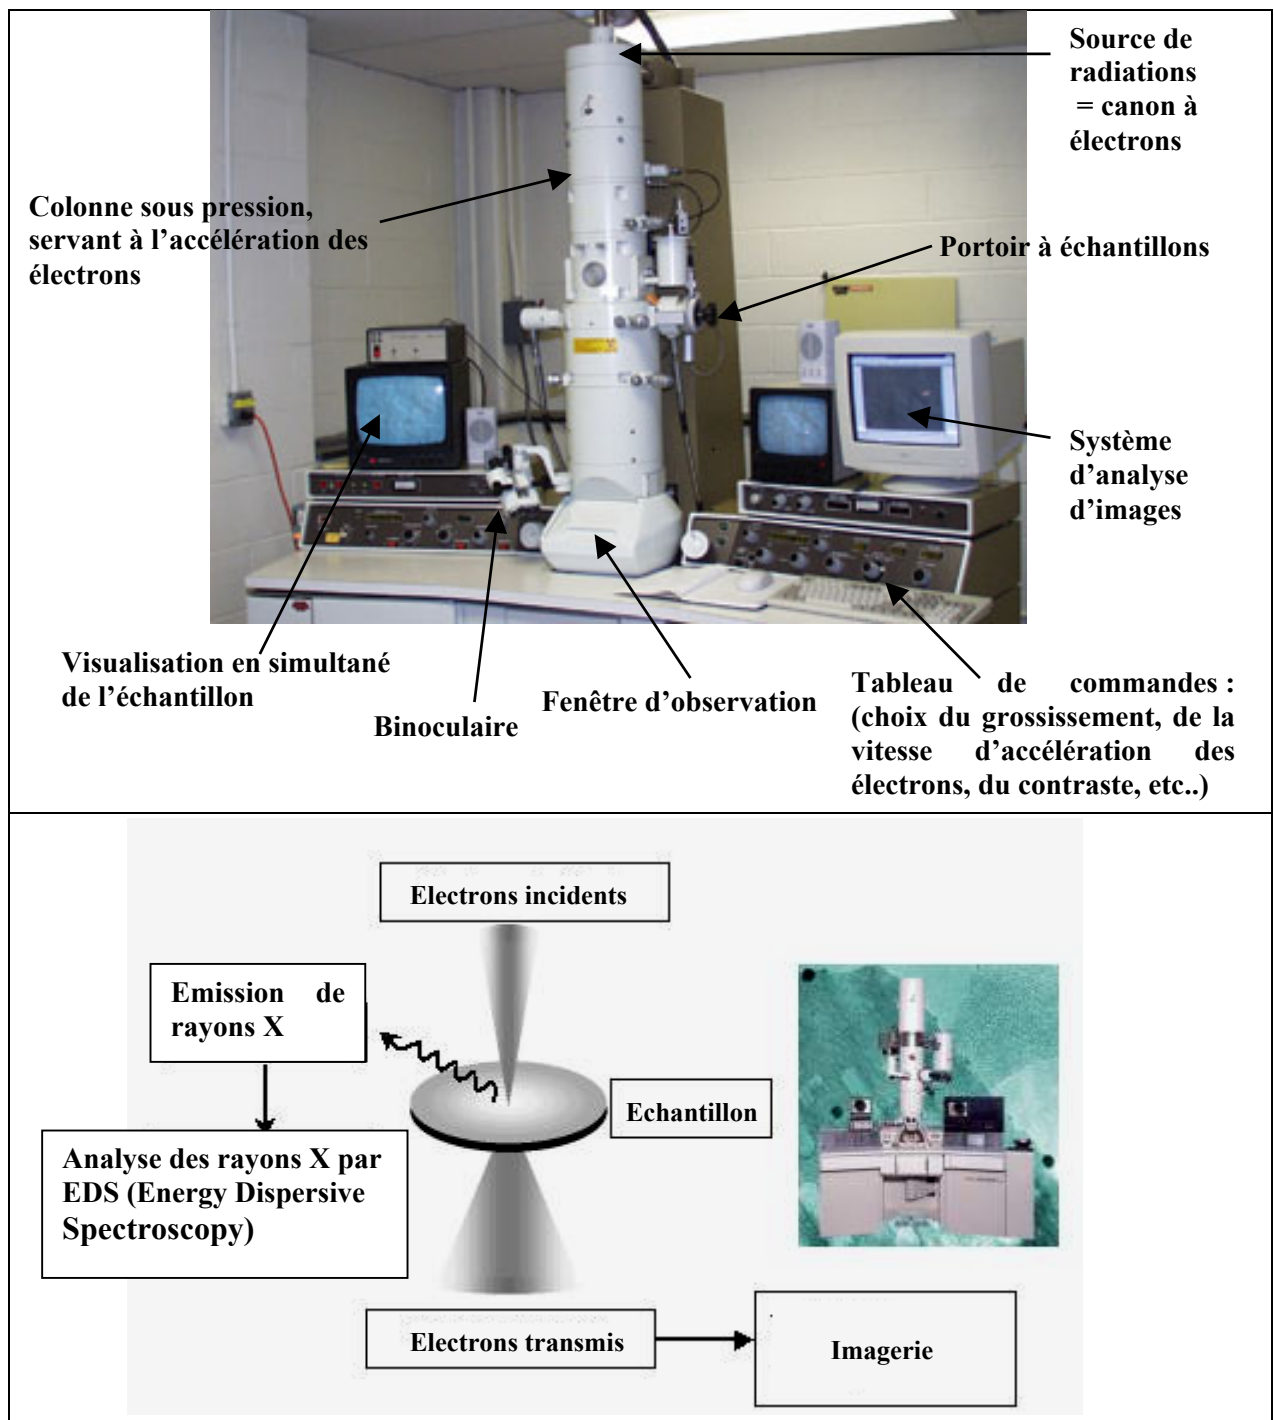 Source de
radiations
= canon à
électrons
Colonne sous pression,
servant à l’accélération des
électrons
Portoir à échantillons
Système
d’analyse
d’images
Visualisation en simultané
de l’échantillon
Binoculaire
Fenêtre d’observation
Tableau de commandes :
(choix du grossissement, de la
vitesse d’accélération des
électrons, du contraste, etc..)
Electrons incidents
Emission de
rayons X
Echantillon
Analyse des rayons X par
EDS (Energy Dispersive
Spectroscopy)
Electrons transmis
Imagerie